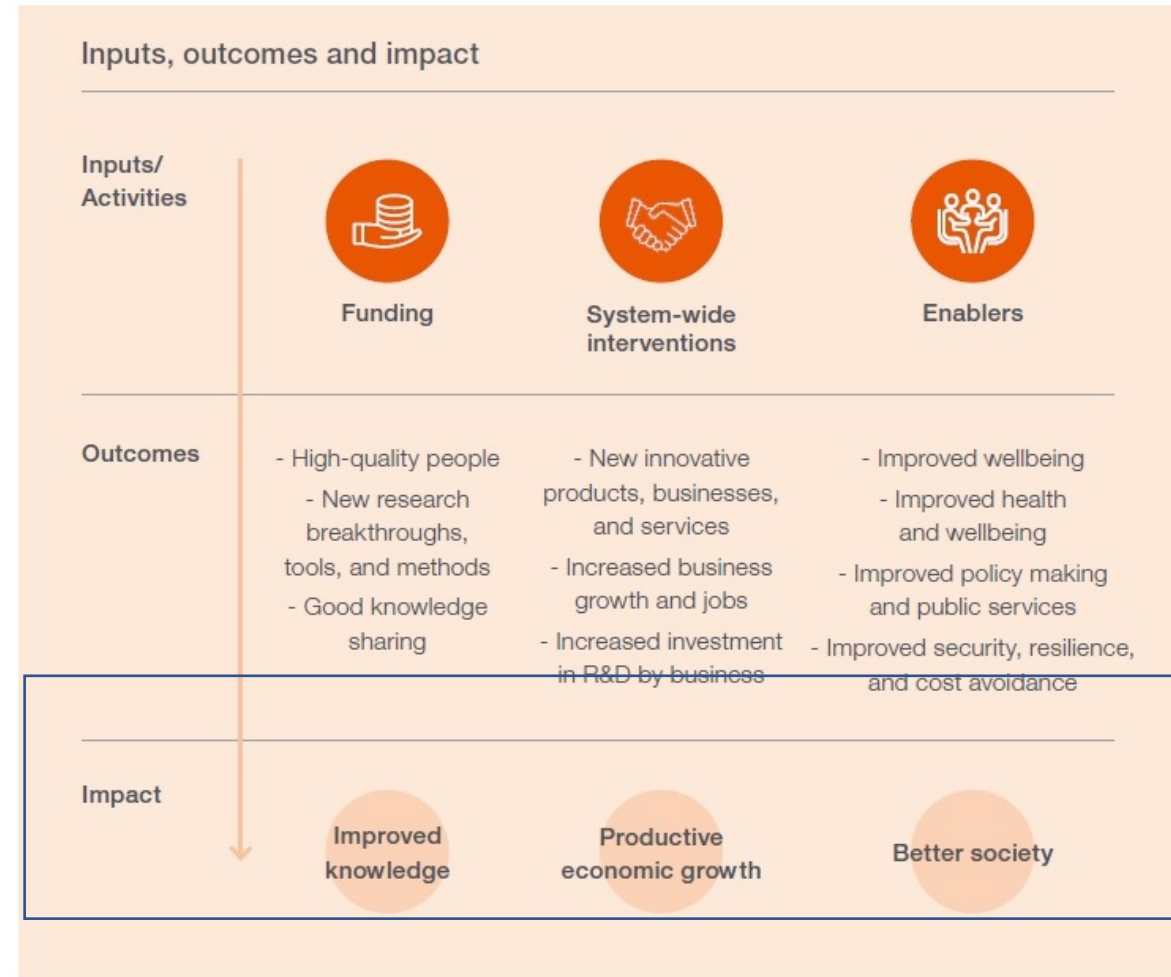 Inputs, outcomes and impact
Inputs/
Activities
Funding
System-wide
interventions
Enablers
Outcomes
- High-quality people
- New research
breakthroughs,
tools, and methods
- Good knowledge
sharing
- New innovative
products, businesses,
and services
- Increased business
growth and jobs
- Increased investment
in R&D by business
- Improved wellbeing
- Improved health
and wellbeing
- Improved policy making
and public services
- Improved security, resilience,
and cost avoidance
Impact
Improved
knowledge
Productive
economic growth
Better society